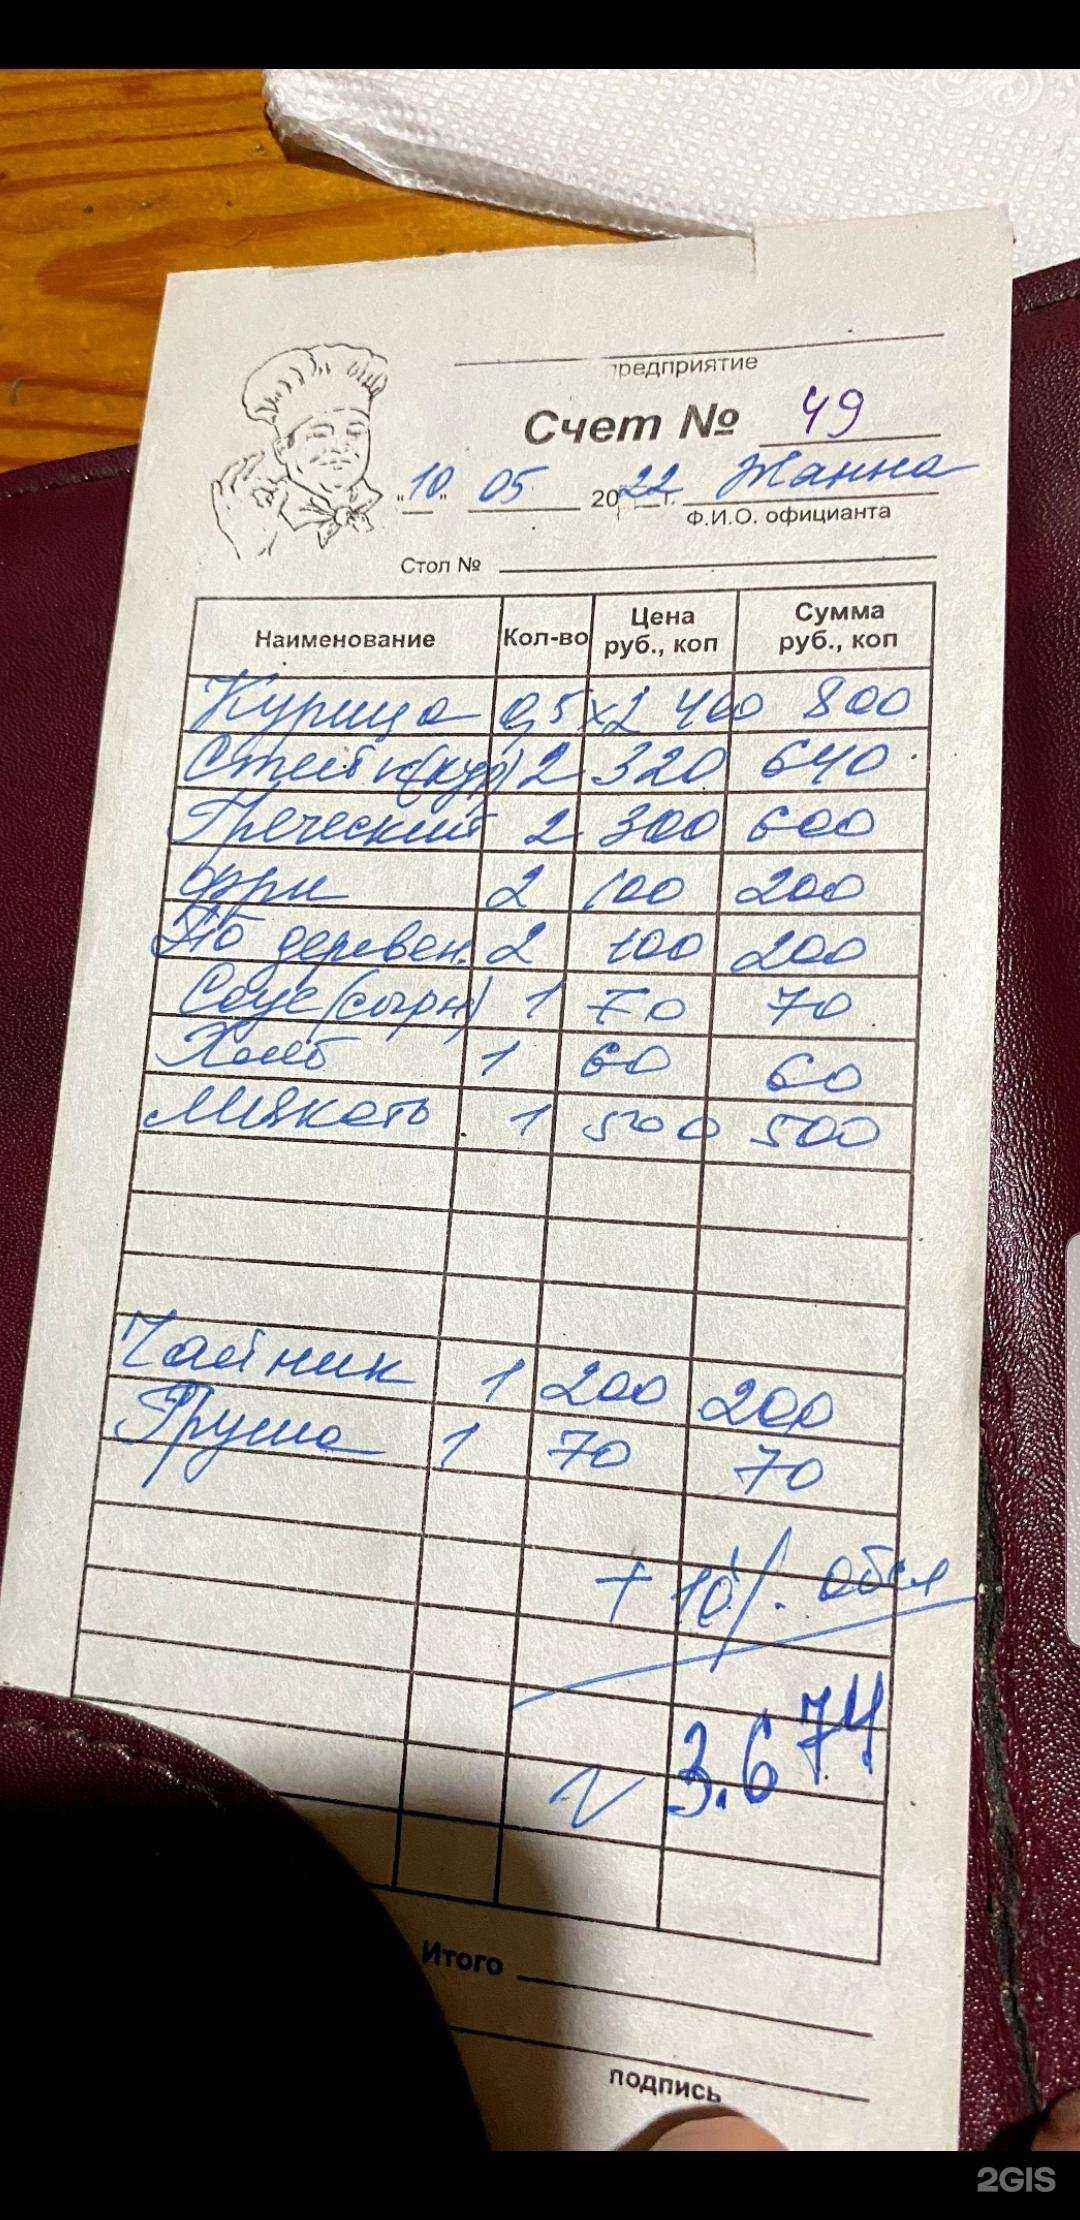 предприятие
Счет № 49
"10" 05 2022 г. Жанна
Ф.И.О. официанта
Стол №
Наименование Кол-во Цена руб., коп Сумма руб., коп
Курица 0,5х2 400 800
Стейк (кур) 2 320 640
Греческий 2 300 600
фри 2 100 200
По деревен. 2 100 200
Соус (сырн) 1 70 70
Хлеб 1 60 60
Мякоть 1 500 500
Чайник 1 200 200
Груша 1 70 70
+ 10% обсл
3.674
Итого
подпись
2GIS